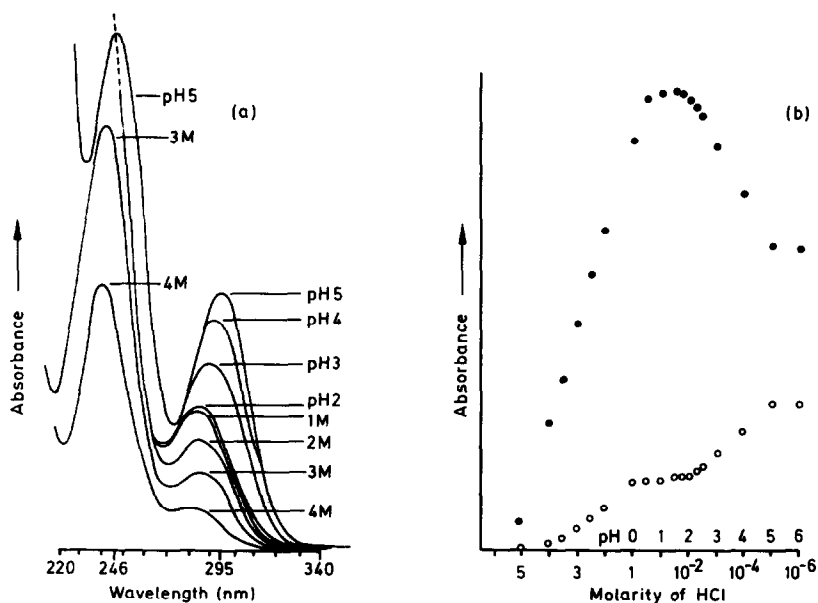 (a)
pH5
3M
4M
pH5
pH4
pH3
pH2
1M
2M
3M
4M
Absorbance
220 246 295 340
Wavelength (nm)
(b)
Absorbance
pH 0 1 2 3 4 5 6
5 3 1 10⁻² 10⁻⁴ 10⁻⁶
Molarity of HCl